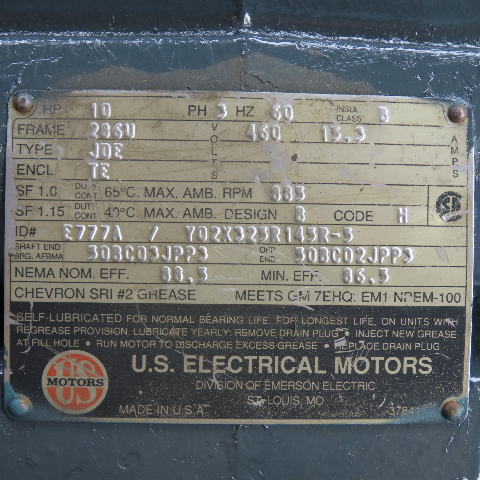 HP 10 PH 3 HZ 60 INSUL CLASS B
FRAME 286U VOLTS 460 15.3 AMPS
TYPE JDE
ENCL TE
SF 1.0 DUTY CONT 65°C. MAX. AMB. RPM 885
SF 1.15 DUTY CONT 40°C. MAX. AMB. DESIGN B CODE H
ID# E777A / Y02X323R143R-3
SHAFT END BRG. AFBMA 30BC03JPP3 OPP END 30BC02JPP3
NEMA NOM. EFF. 88.5 MIN. EFF. 86.5
CHEVRON SRI #2 GREASE MEETS GM 7EHQ, EM1 NPEM-100
SELF-LUBRICATED FOR NORMAL BEARING LIFE. FOR LONGEST LIFE, ON UNITS WITH
REGREASE PROVISION. LUBRICATE YEARLY: REMOVE DRAIN PLUG • INJECT NEW GREASE
AT FILL HOLE • RUN MOTOR TO DISCHARGE EXCESS GREASE • REPLACE DRAIN PLUG
US MOTORS
U.S. ELECTRICAL MOTORS
DIVISION OF EMERSON ELECTRIC
ST. LOUIS, MO.
MADE IN U.S.A.